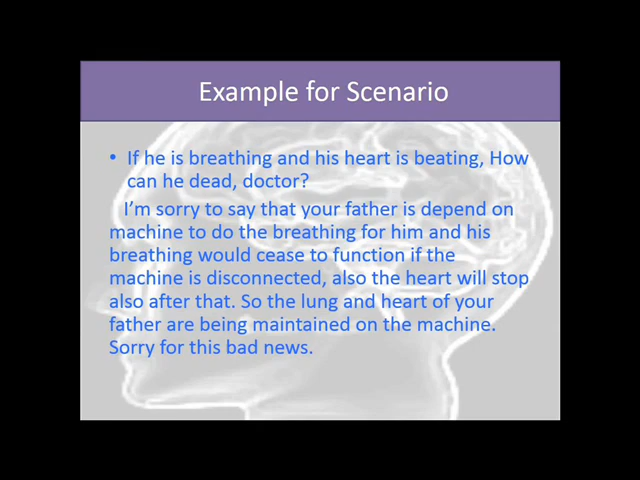 Example for Scenario
• If he is breathing and his heart is beating, How
can he dead, doctor?
I'm sorry to say that your father is depend on
machine to do the breathing for him and his
breathing would cease to function if the
machine is disconnected, also the heart will stop
also after that. So the lung and heart of your
father are being maintained on the machine.
Sorry for this bad news.